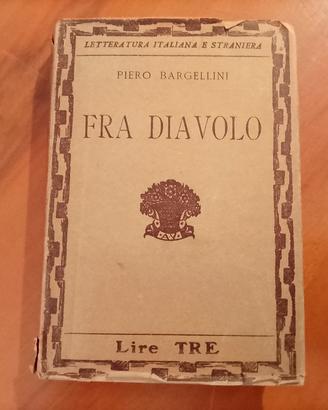 LETTERATURA ITALIANA E STRANIERA
PIERO BARGELLINI
FRA DIAVOLO
Lire TRE